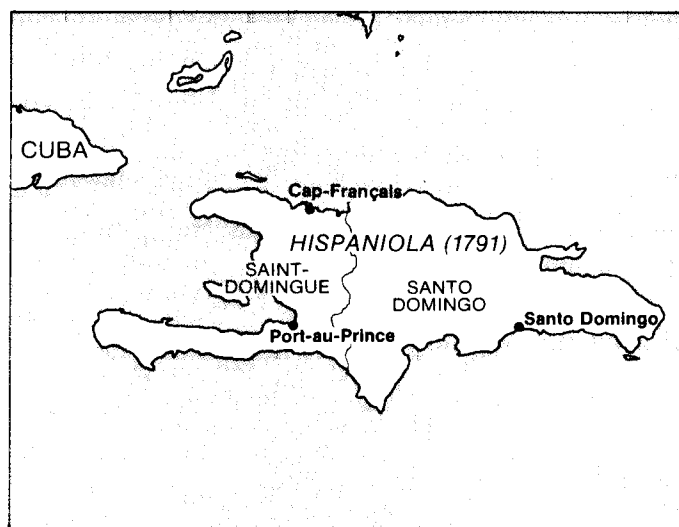 CUBA
Cap-Français
HISPANIOLA (1791)
SAINT-
DOMINGUE
SANTO
DOMINGO
Santo Domingo
Port-au-Prince